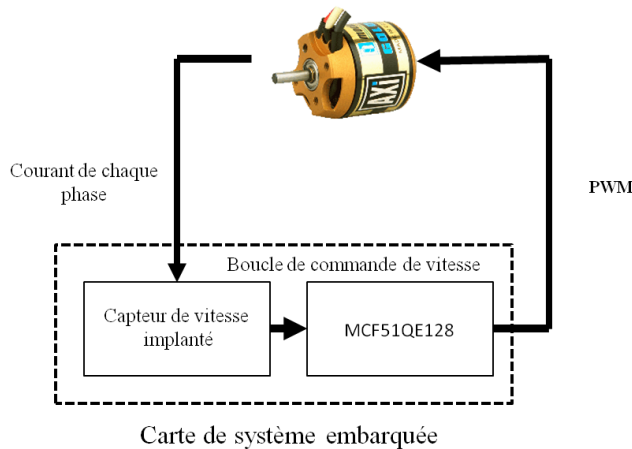 AXi
Courant de chaque
phase
PWM
Boucle de commande de vitesse
Capteur de vitesse
implanté
MCF51QE128
Carte de système embarquée